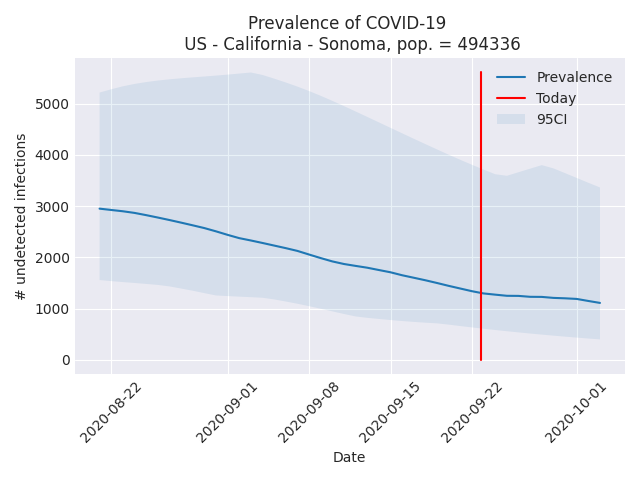 Prevalence of COVID-19
US - California - Sonoma, pop. = 494336
Prevalence
Today
95CI
# undetected infections
5000
4000
3000
2000
1000
0
2020-08-22
2020-09-01
2020-09-08
2020-09-15
2020-09-22
2020-10-01
Date